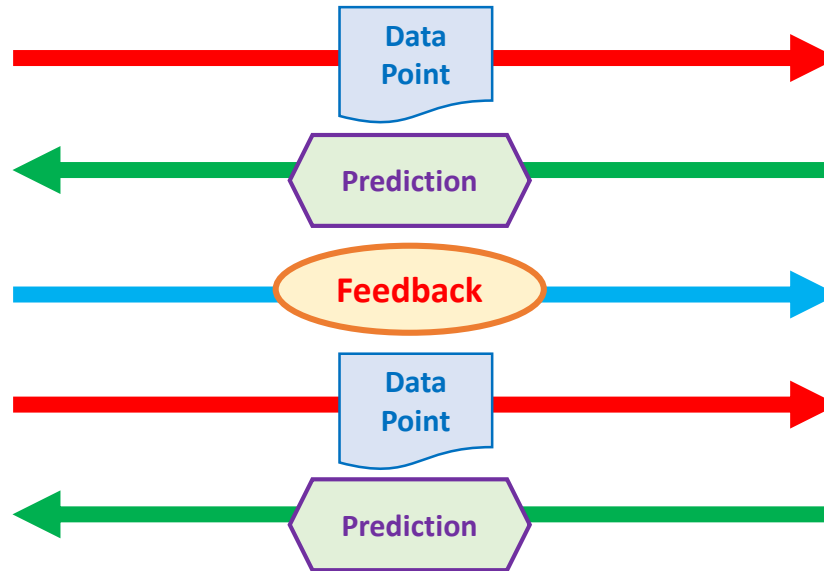 Data
Point
Prediction
Feedback
Data
Point
Prediction